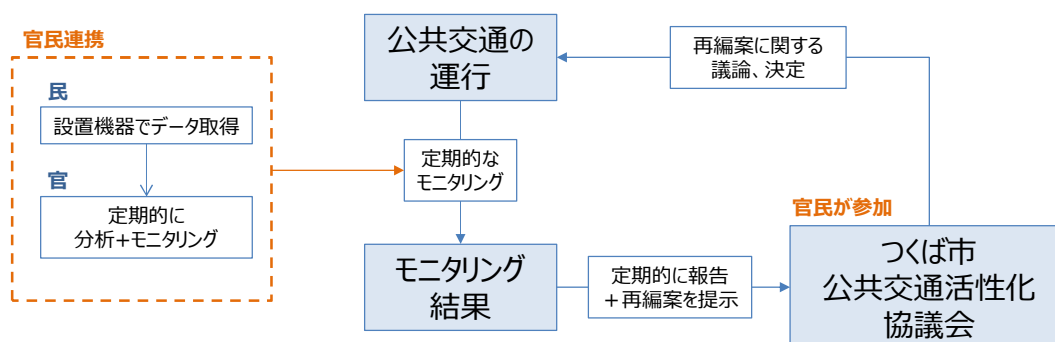 官民連携
民
設置機器でデータ取得
官
定期的に
分析+モニタリング
公共交通の
運行
定期的な
モニタリング
モニタリング
結果
再編案に関する
議論、決定
定期的に報告
+再編案を提示
官民が参加
つくば市
公共交通活性化
協議会